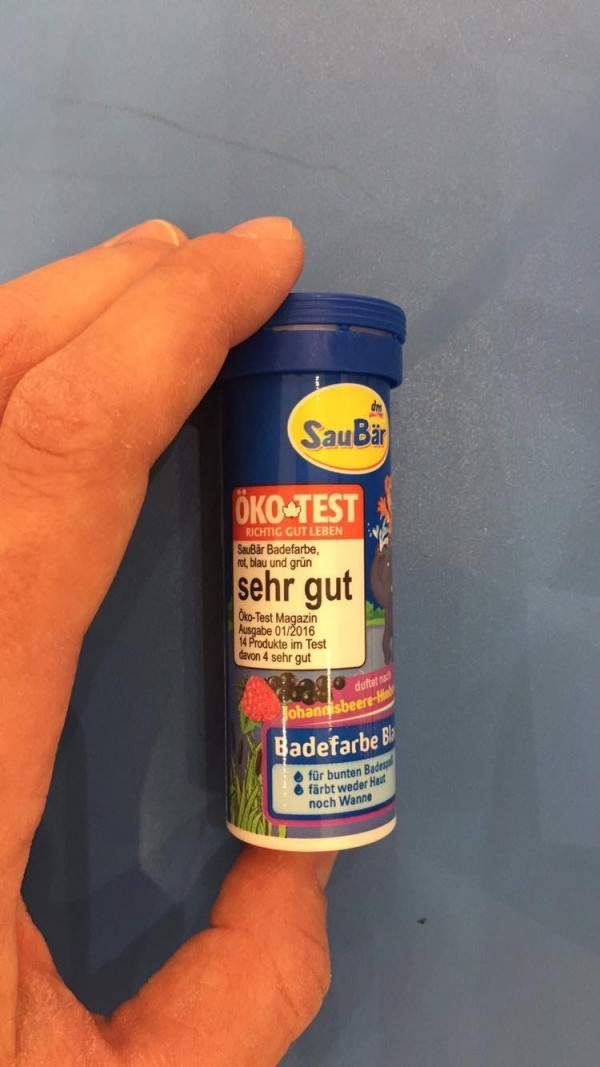 dm
SauBär
ÖKO TEST
RICHTIG GUT LEBEN
SauBär Badefarbe,
rot, blau und grün
sehr gut
Öko-Test Magazin
Ausgabe 01/2016
14 Produkte im Test
davon 4 sehr gut
duftet nach
Johannisbeere-
Badefarbe
für bunten
färbt weder Haut
noch Wanne